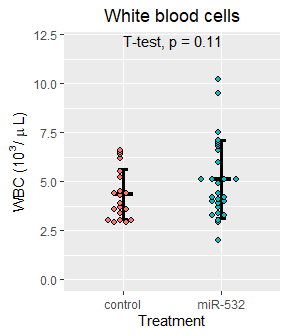 White blood cells
T-test, p = 0.11
12.5
10.0
7.5
5.0
2.5
0.0
WBC (10³/ µ L)
control
miR-532
Treatment